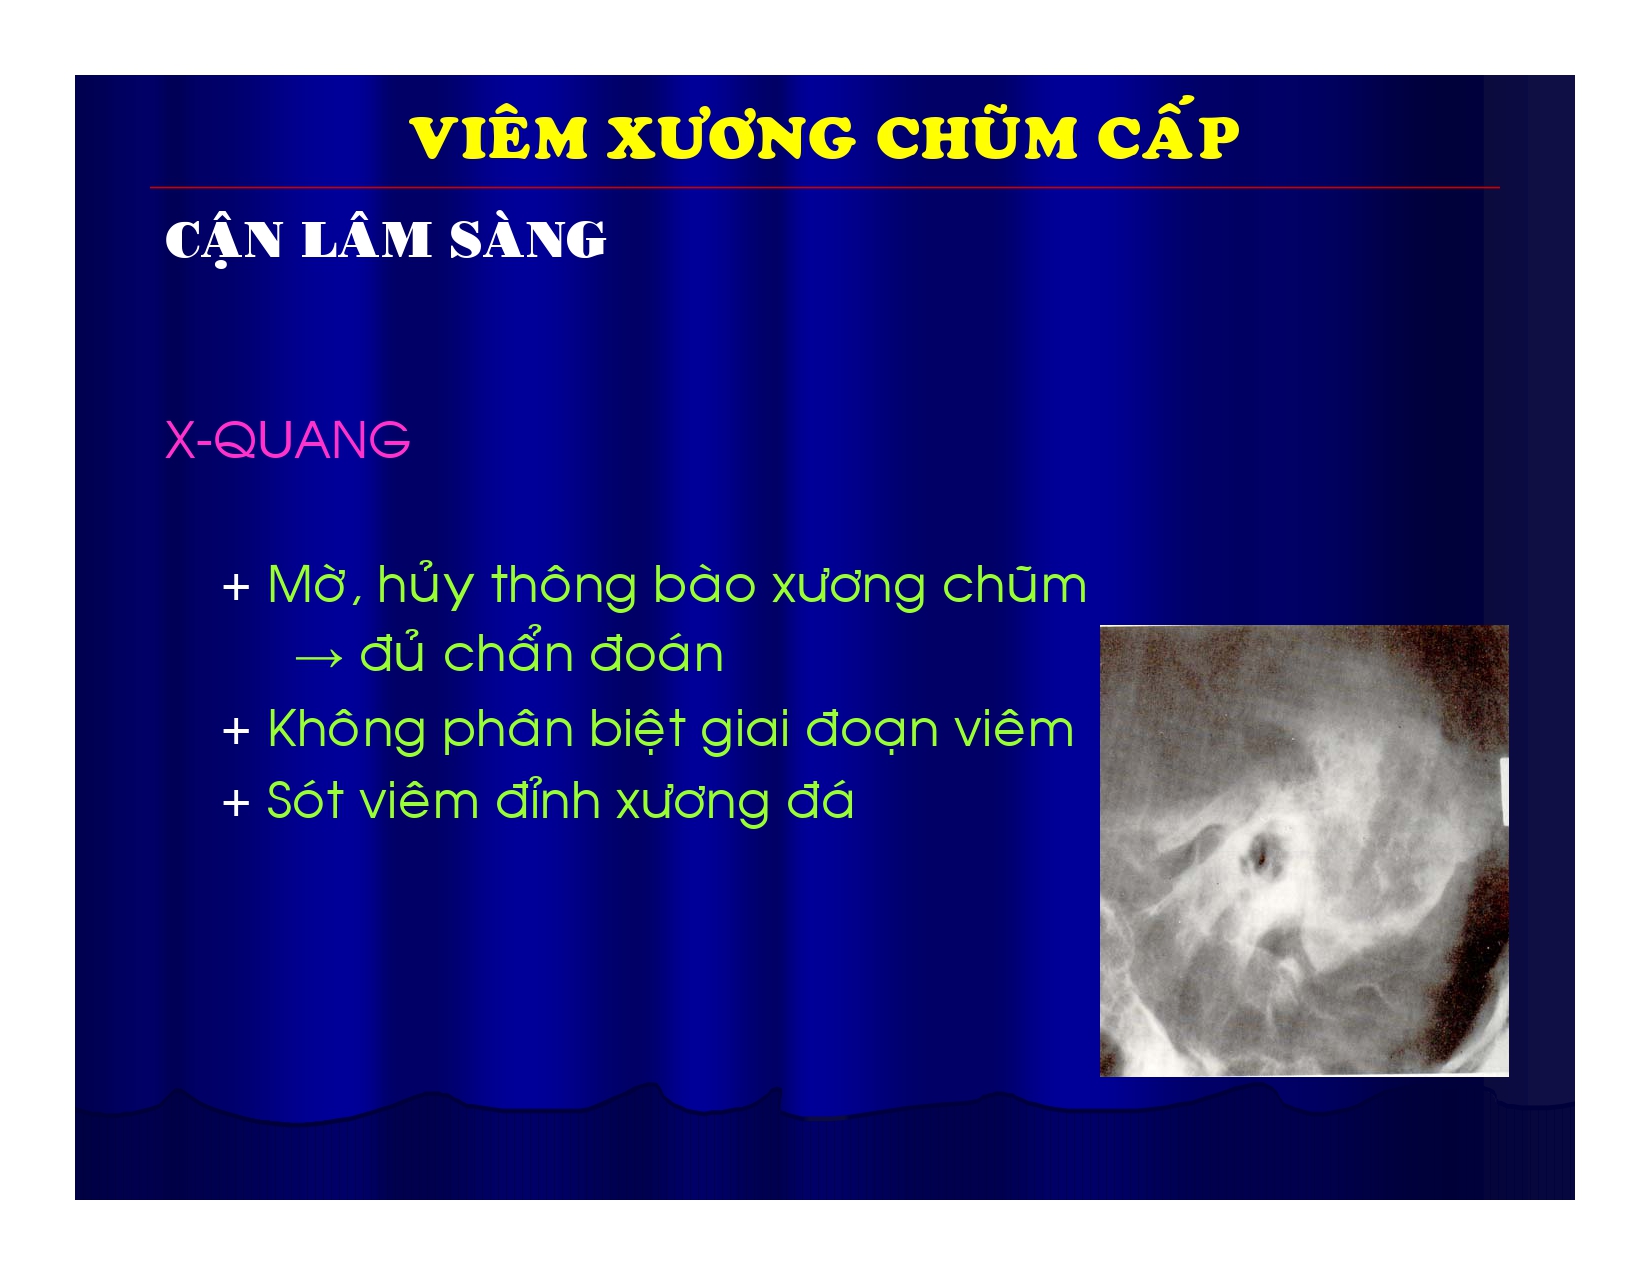 VIÊM XƯƠNG CHŨM CẤP
CẬN LÂM SÀNG
X-QUANG
+ Mờ, hủy thông bào xương chũm
→ đủ chẩn đoán
+ Không phân biệt giai đoạn viêm
+ Sót viêm đỉnh xương đá